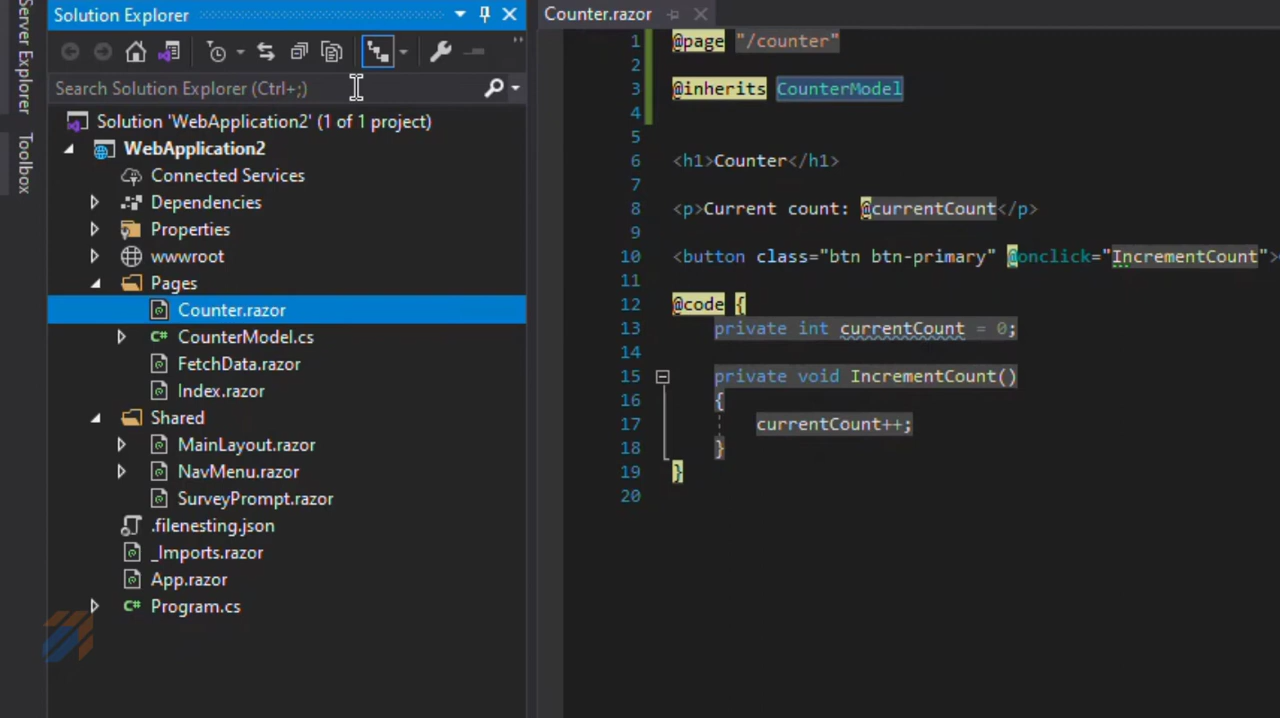 Server Explorer
Toolbox
Solution Explorer
Search Solution Explorer (Ctrl+;)
Solution 'WebApplication2' (1 of 1 project)
WebApplication2
Connected Services
Dependencies
Properties
wwwroot
Pages
Counter.razor
C# CounterModel.cs
FetchData.razor
Index.razor
Shared
MainLayout.razor
NavMenu.razor
SurveyPrompt.razor
.filenesting.json
_Imports.razor
App.razor
C# Program.cs
Counter.razor
1 @page "/counter"
2
3 @inherits CounterModel
4
5
6 <h1>Counter</h1>
7
8 <p>Current count: @currentCount</p>
9
10 <button class="btn btn-primary" @onclick="IncrementCount">
11
12 @code {
13 private int currentCount = 0;
14
15 private void IncrementCount()
16 {
17 currentCount++;
18 }
19 }
20